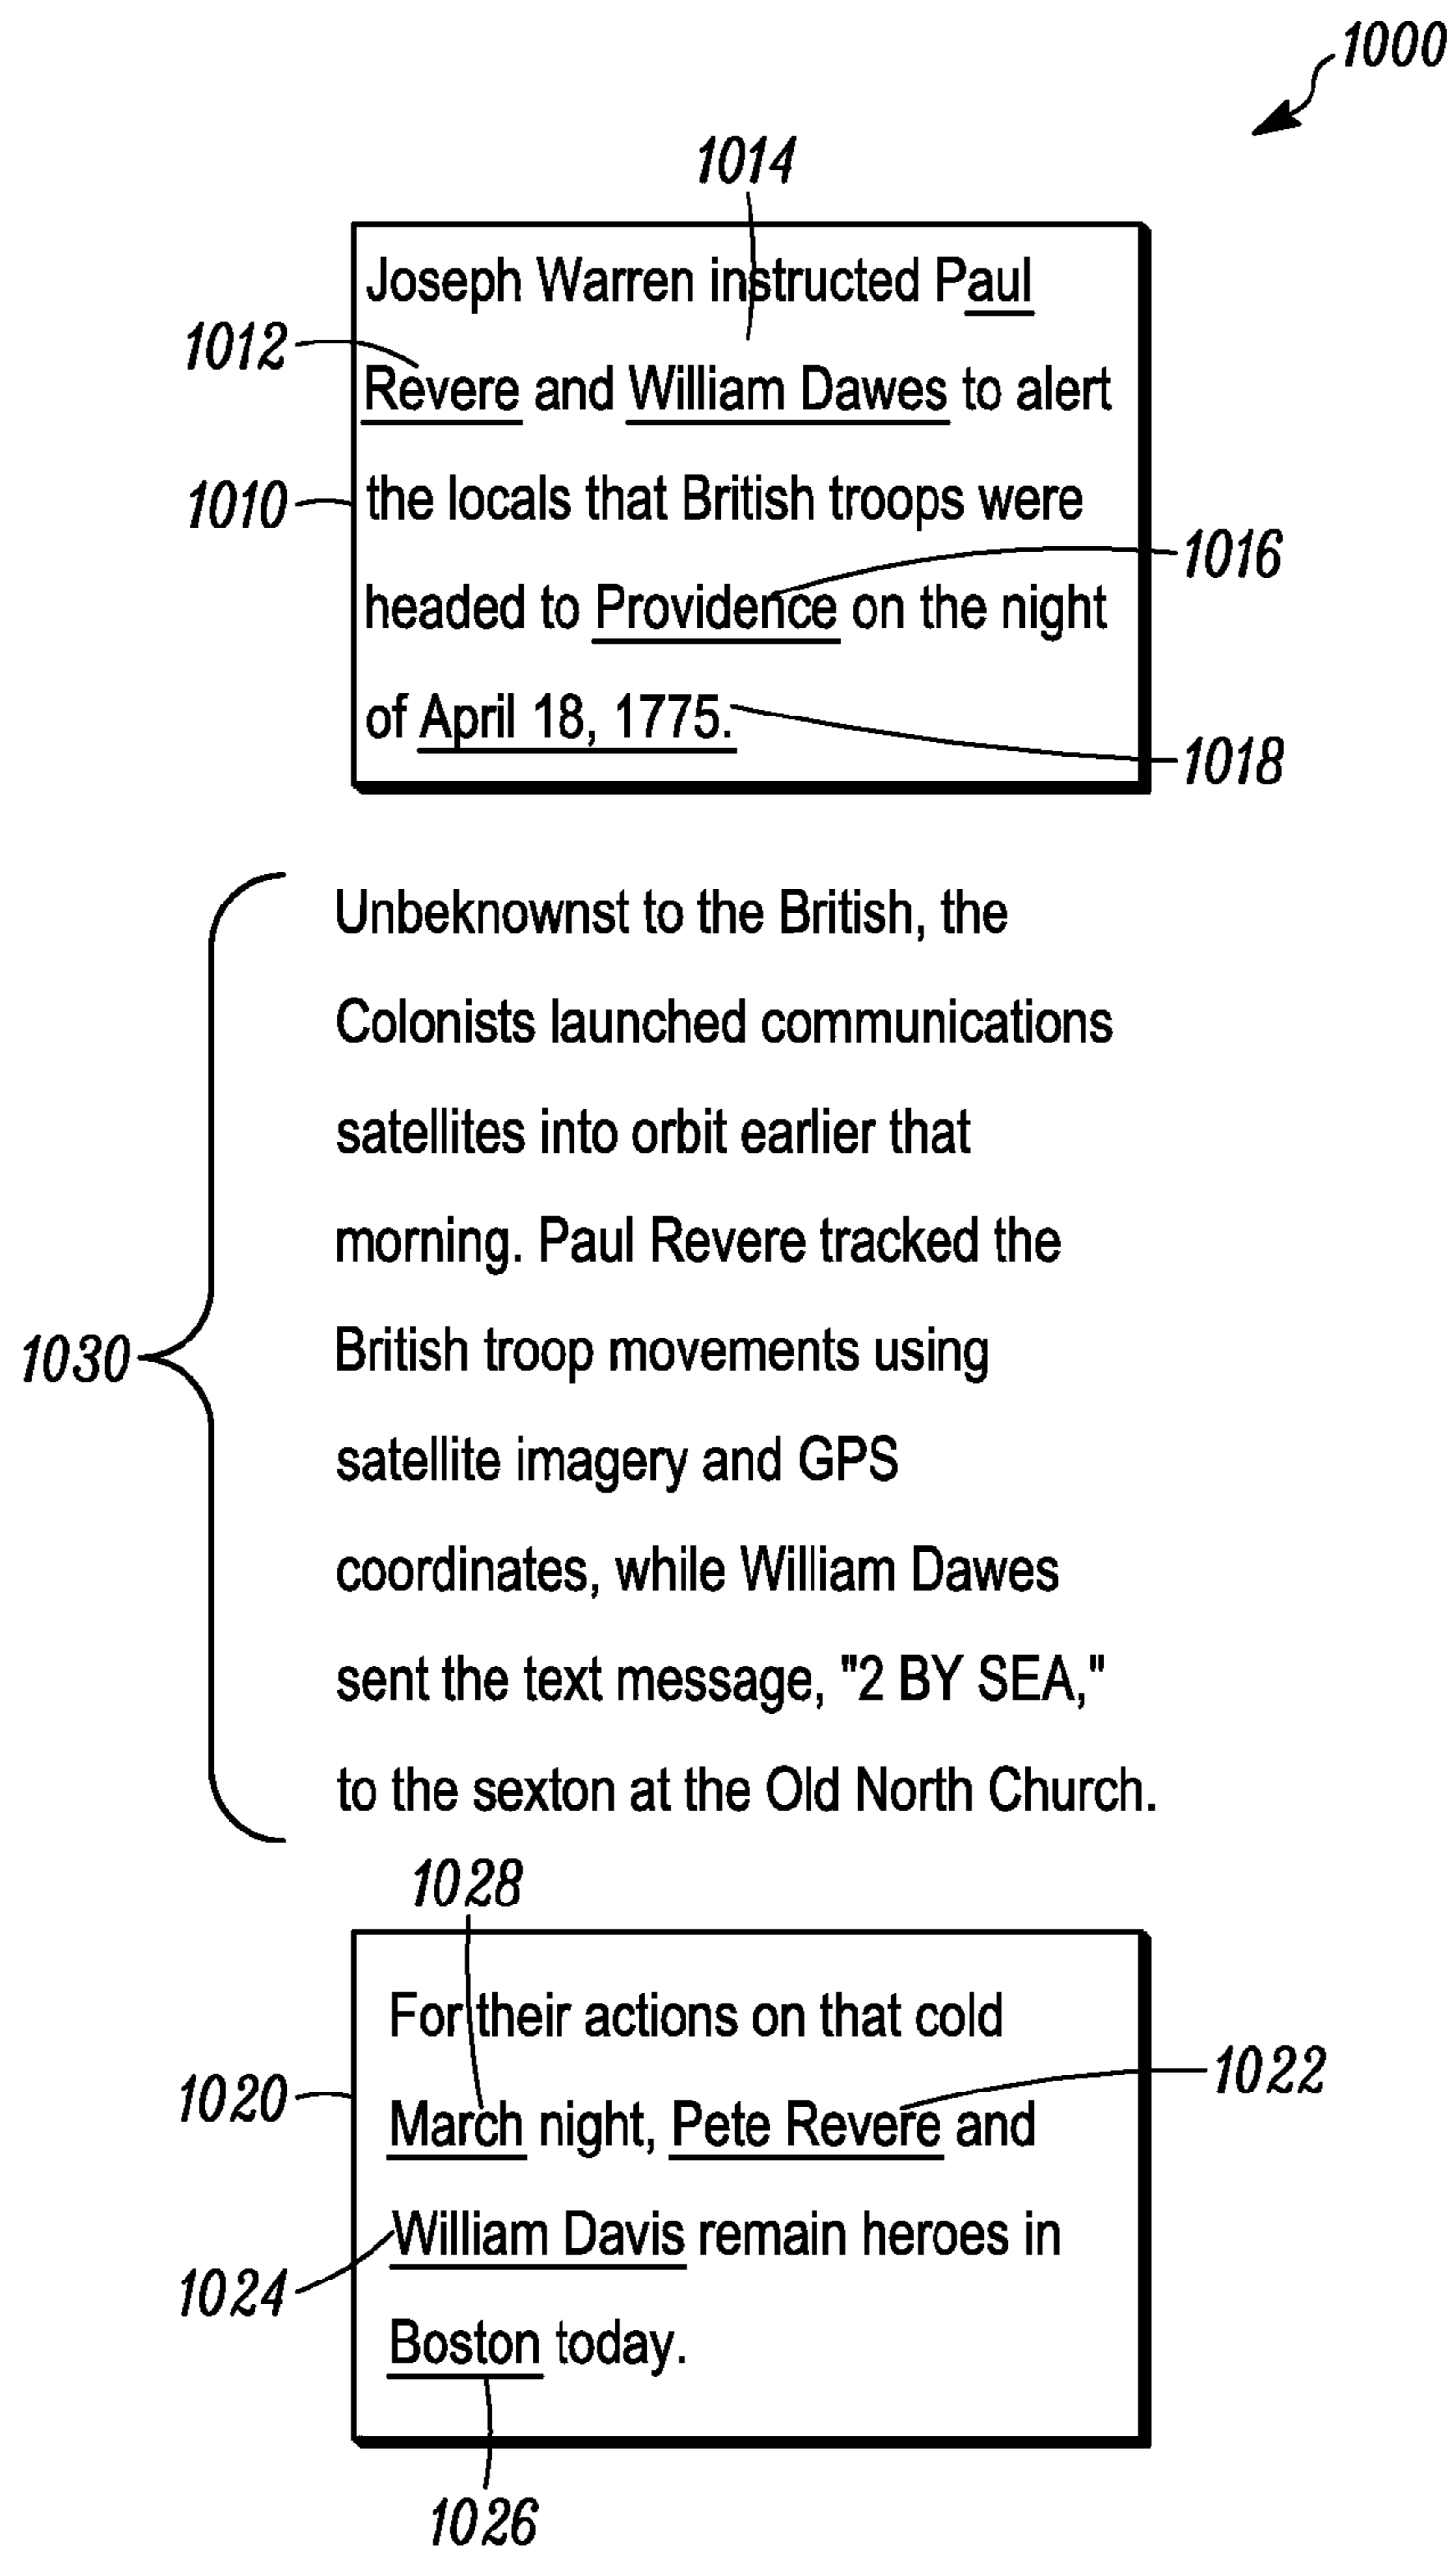 1000
1014
Joseph Warren instructed Paul
1012
Revere and William Dawes to alert
1010
the locals that British troops were
1016
headed to Providence on the night
of April 18, 1775.
1018
Unbeknownst to the British, the
Colonists launched communications
satellites into orbit earlier that
morning. Paul Revere tracked the
1030
British troop movements using
satellite imagery and GPS
coordinates, while William Dawes
sent the text message, "2 BY SEA,"
to the sexton at the Old North Church.
1028
For their actions on that cold
1020
1022
March night, Pete Revere and
William Davis remain heroes in
1024
Boston today.
1026